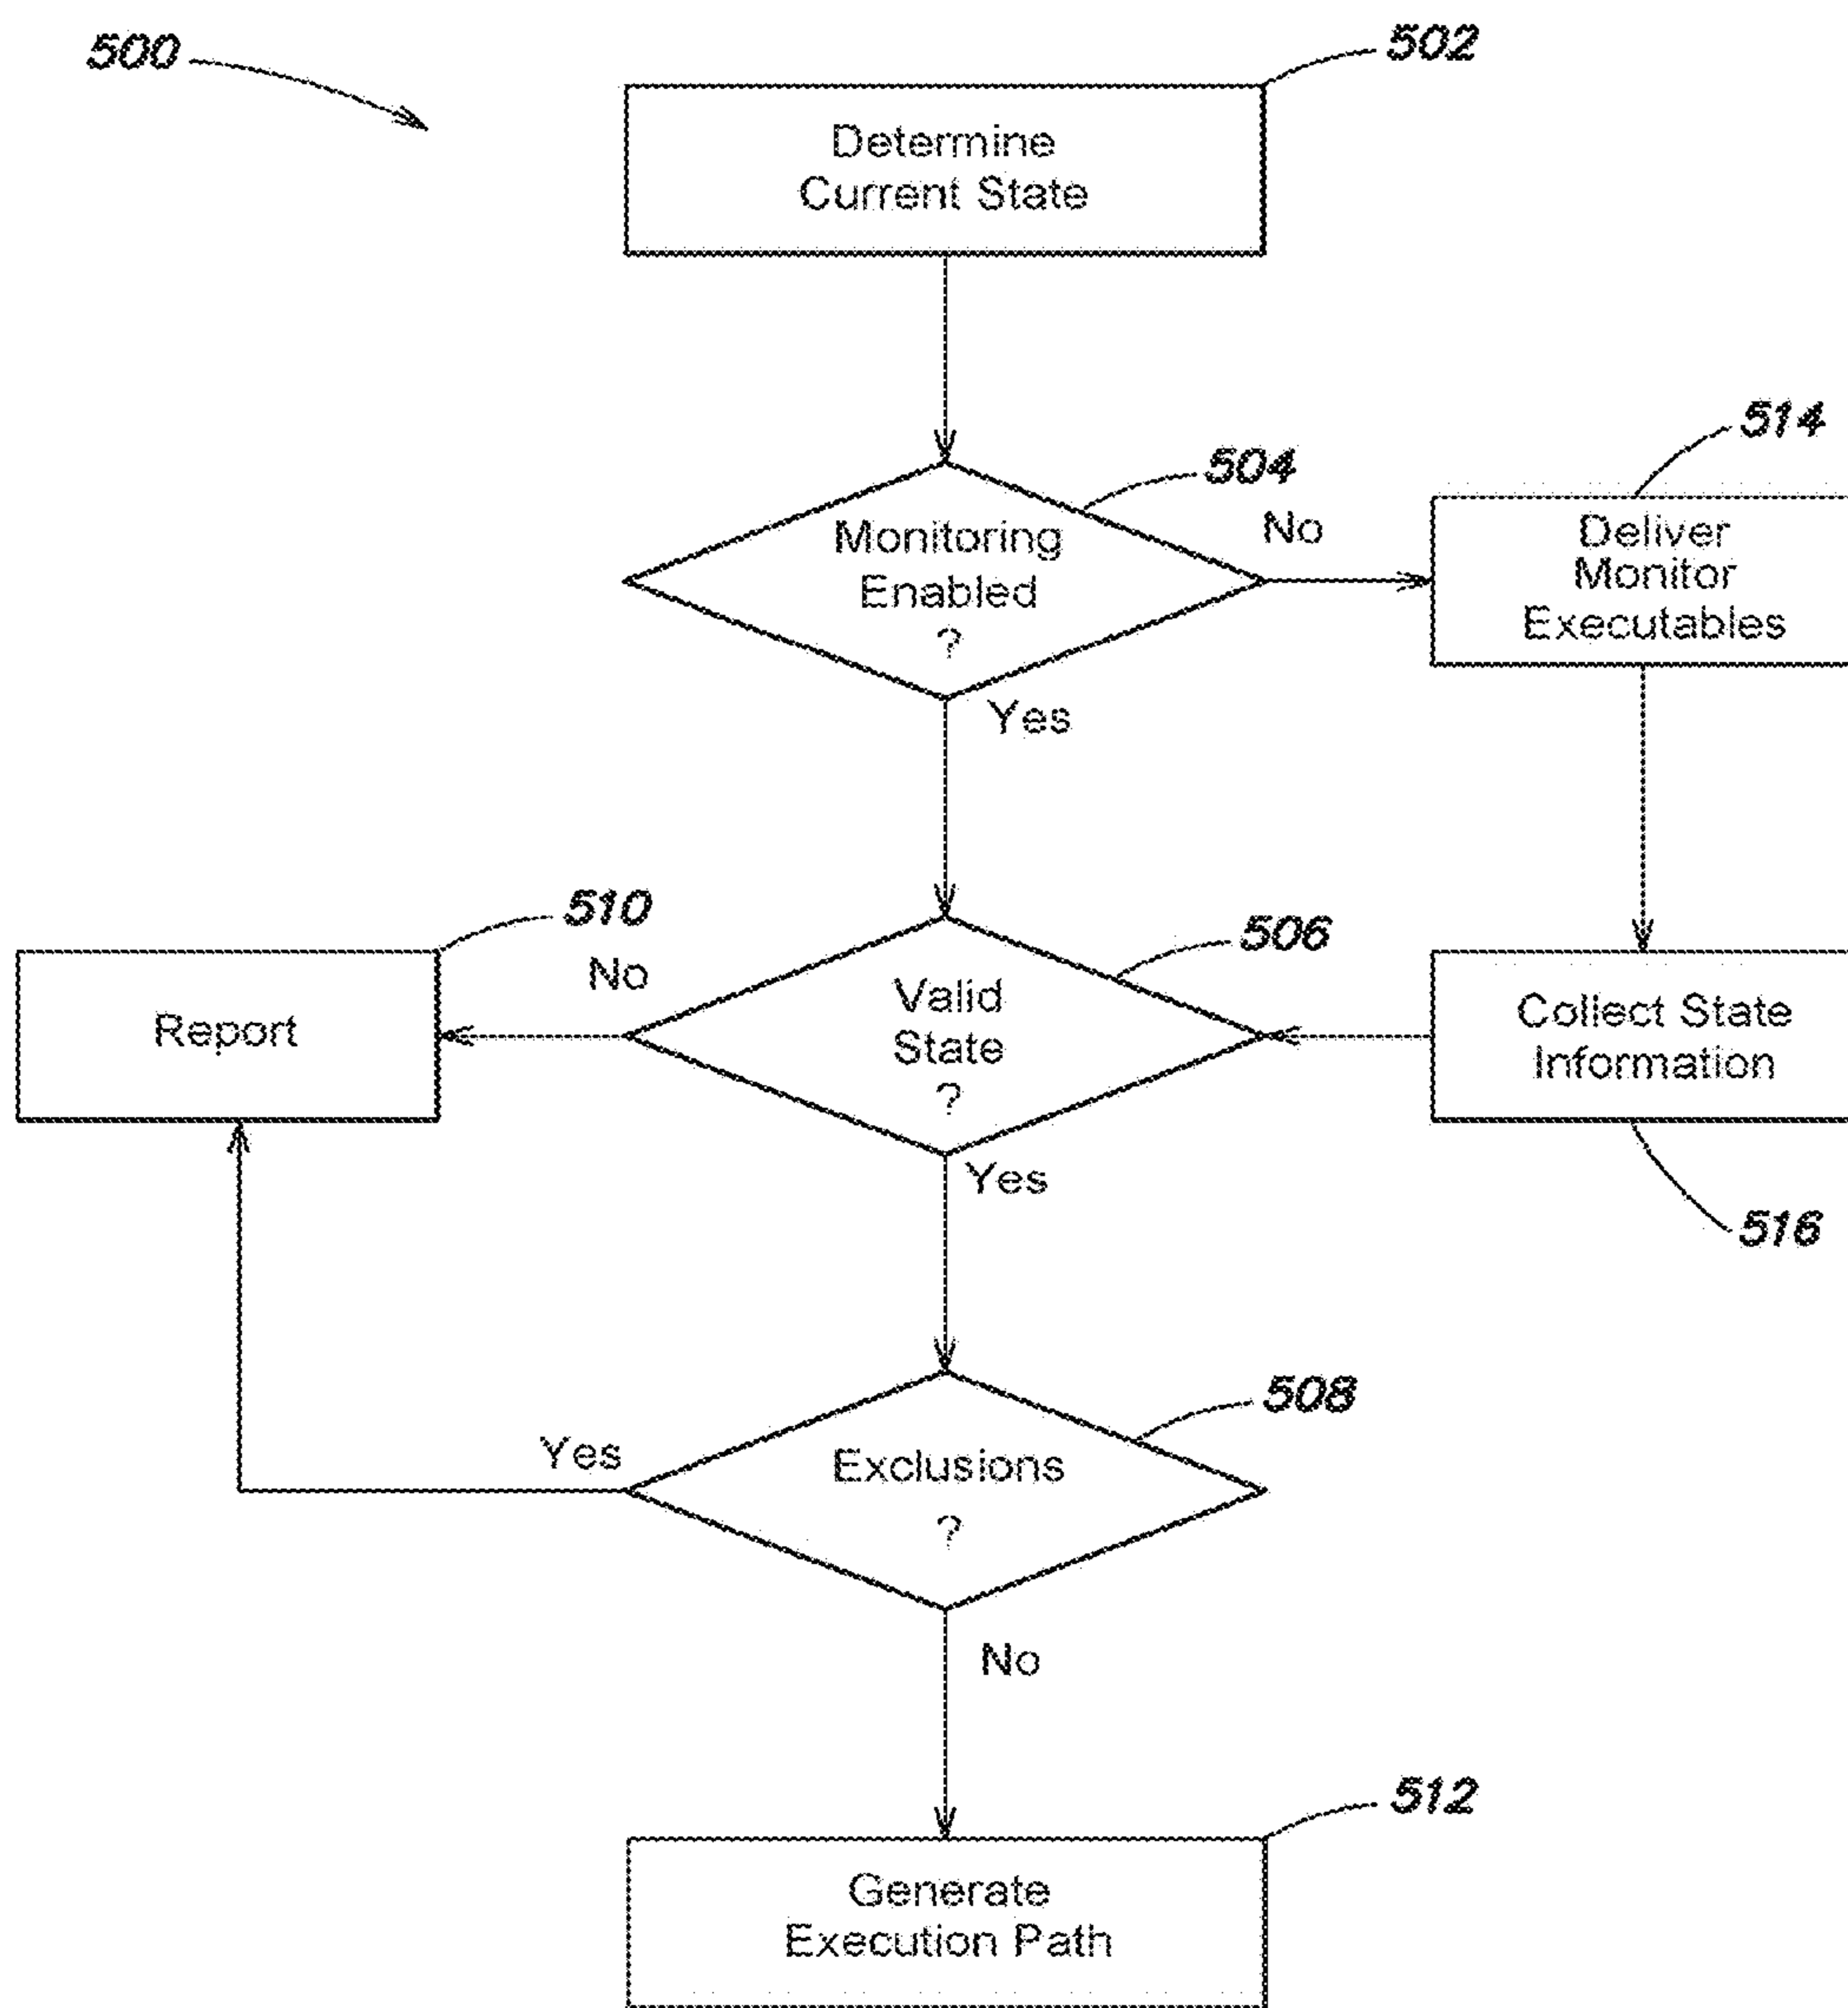 500
502
Determine
Current State
504
514
Monitoring
Enabled
?
No
Deliver
Monitor
Executables
Yes
510
506
No
Report
Valid
State
?
Collect State
Information
Yes
516
508
Yes
Exclusions
?
No
512
Generate
Execution Path